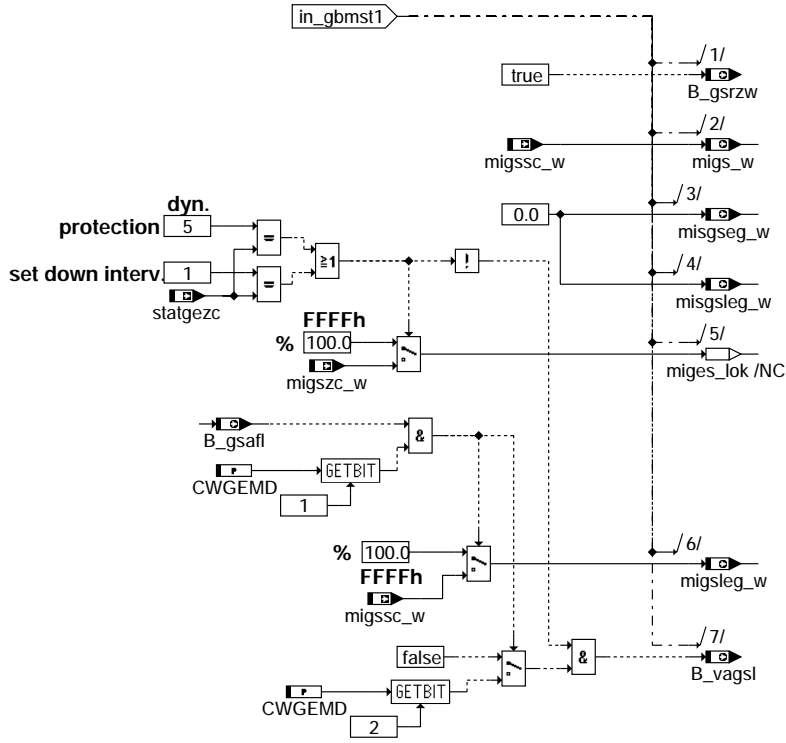 in_gbmst1
/ 1/
true
B_gsrzw
/ 2/
migssc_w
migs_w
dyn.
protection 5
/ 3/
0.0
misgseg_w
=
≥1
!
set down interv. 1
=
/ 4/
statgezc
misgsleg_w
FFFFh
% 100.0
/ 5/
migszc_w
miges_lok /NC
B_gsafl
&
CWGEMD
P
GETBIT
1
% 100.0
/ 6/
FFFFh
migsleg_w
migssc_w
/ 7/
false
&
B_vagsl
P
GETBIT
CWGEMD
2